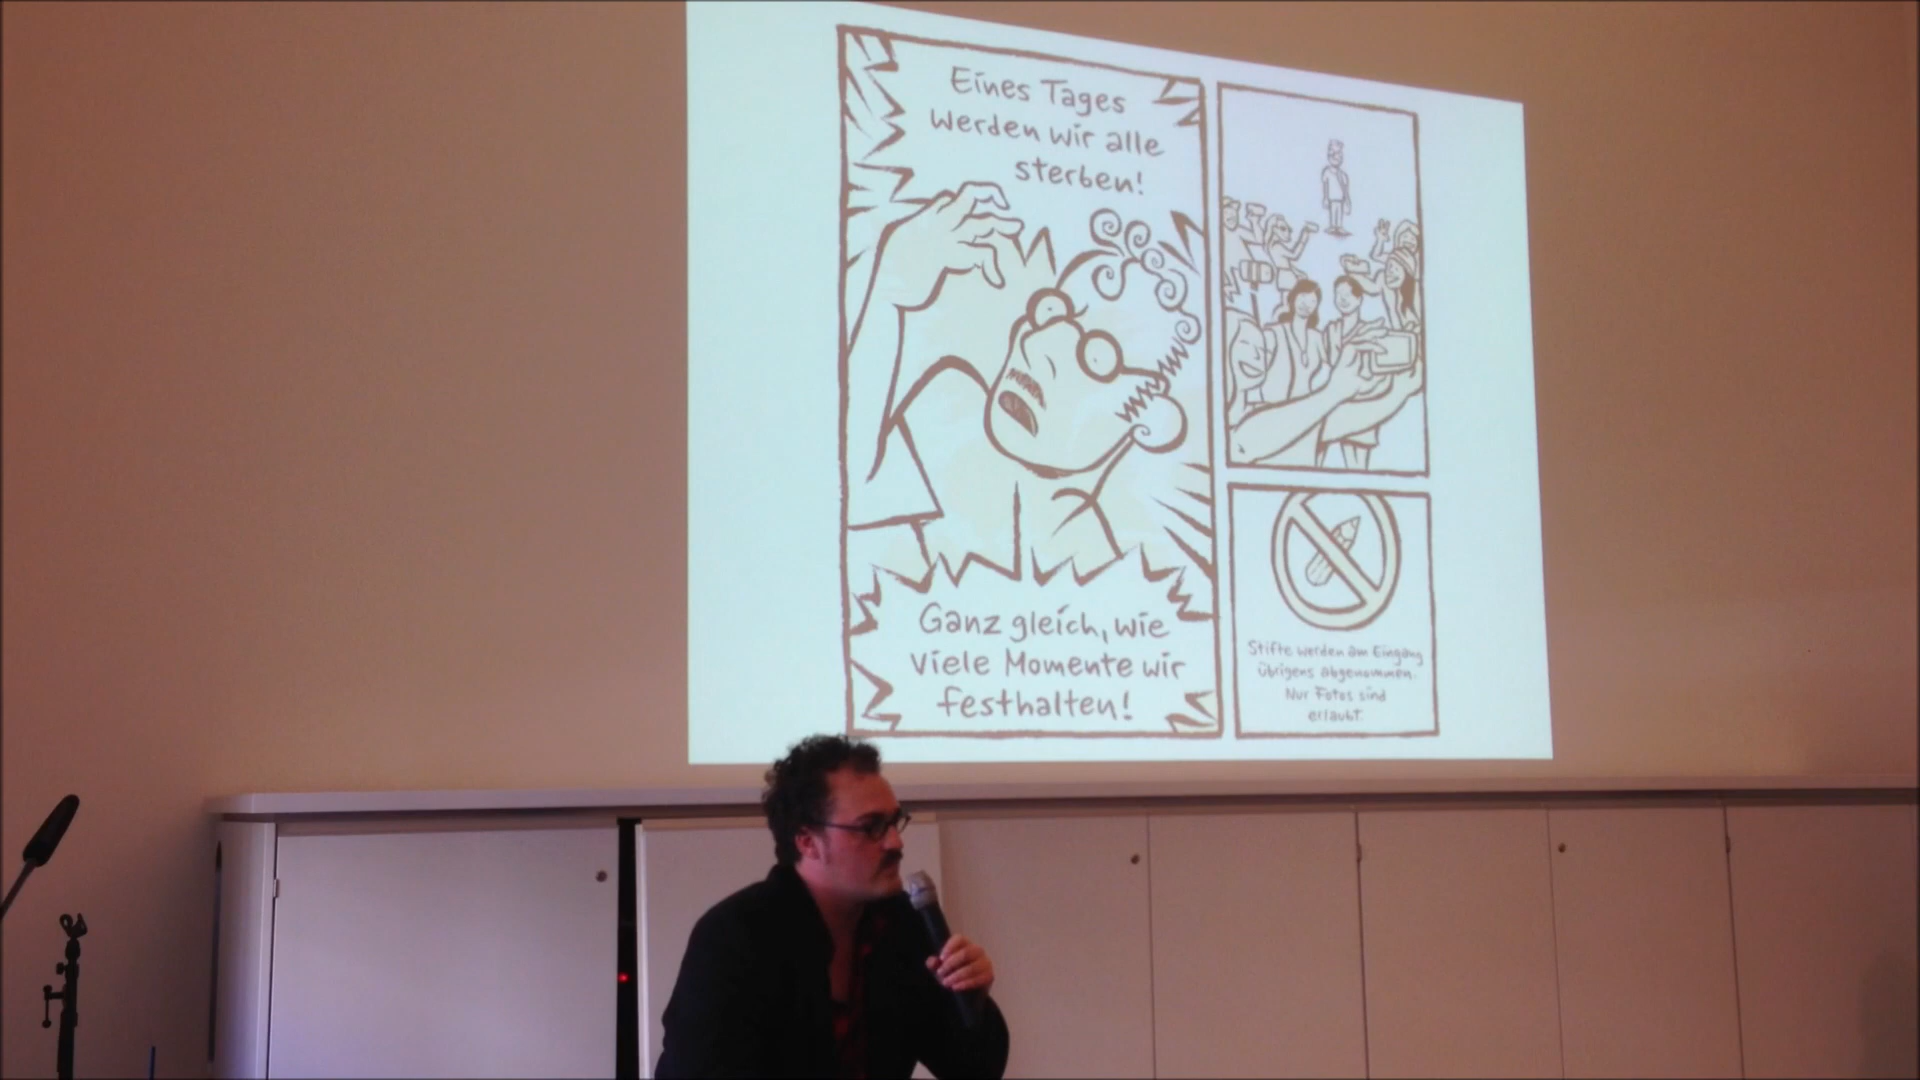 Eines Tages
werden wir alle
sterben!
Ganz gleich, wie
viele Momente wir
festhalten!
Stifte werden am Eingang
übrigens abgenommen.
Nur Fotos sind
erlaubt.